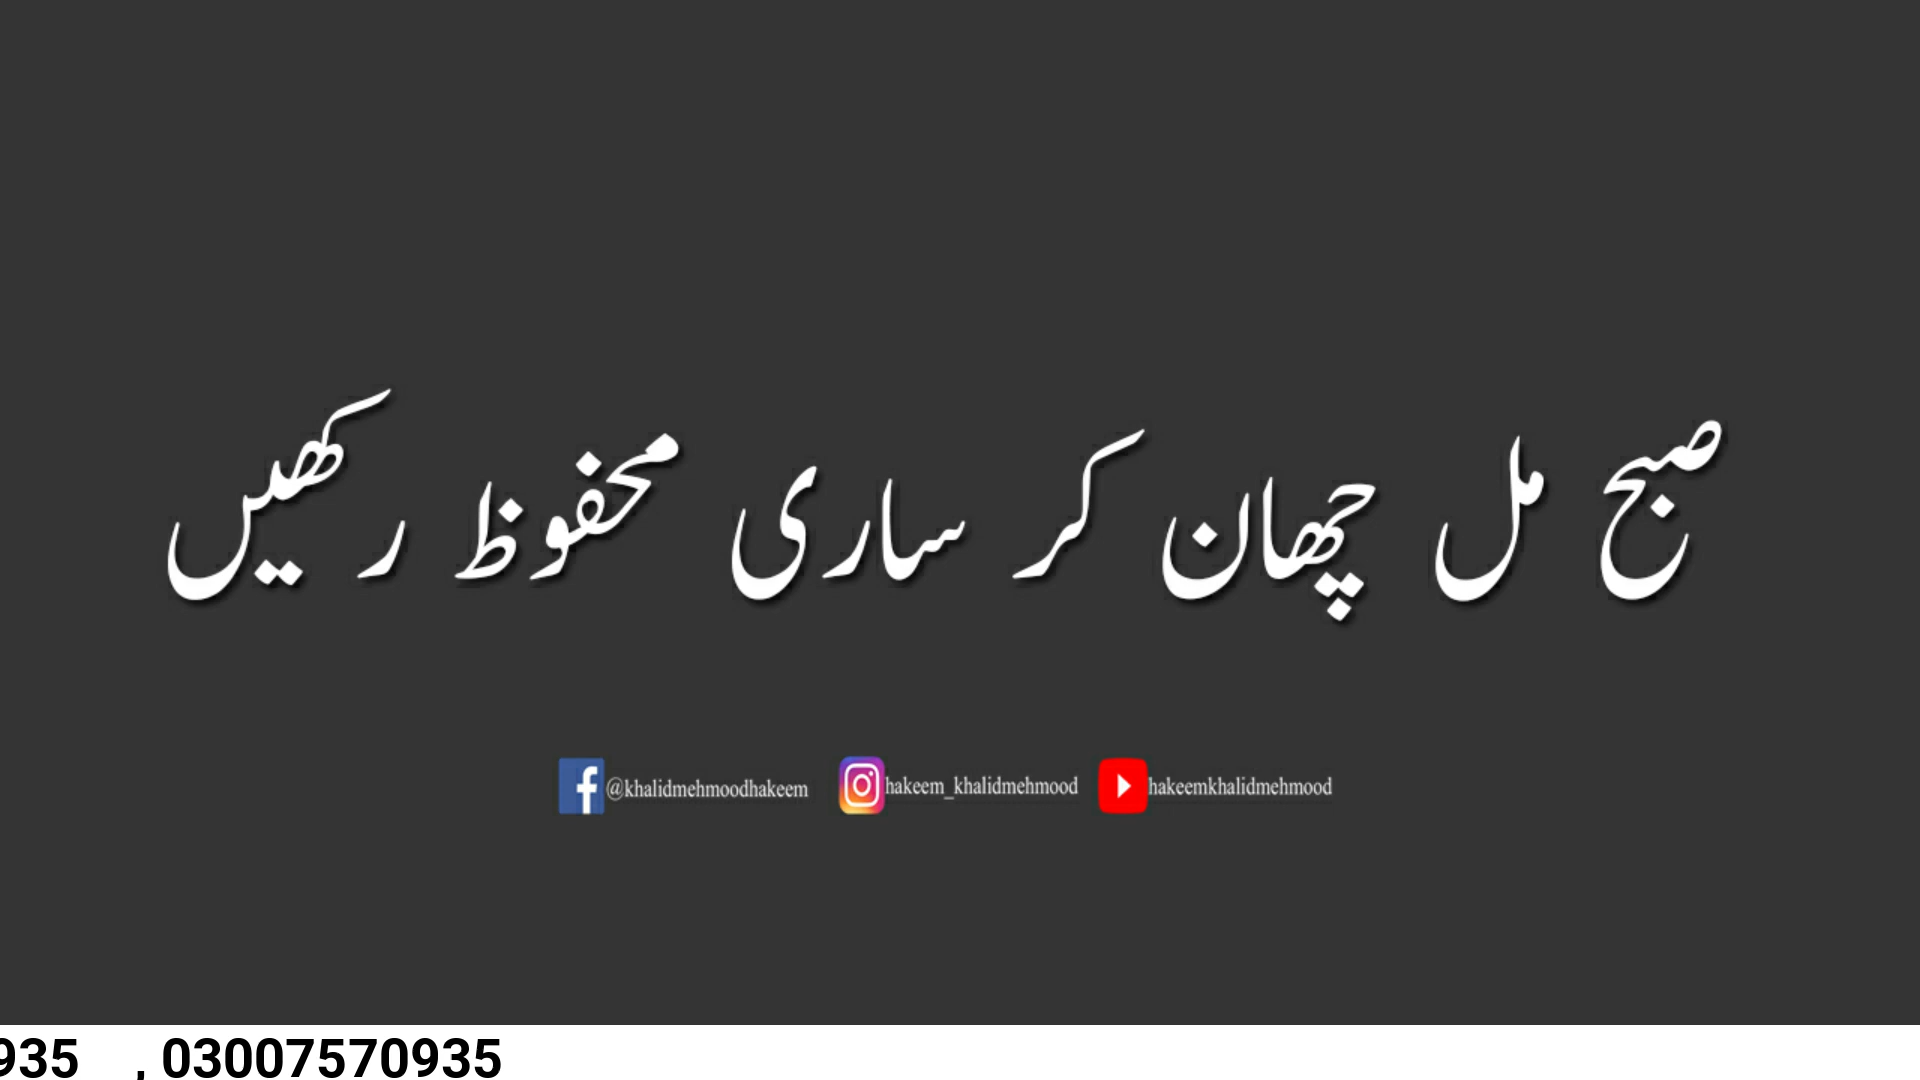 صبح مل چھان کر ساری محفوظ رکھیں
@khalidmehmoodhakeem hakeem_khalidmehmood hakeemkhalidmehmood
935 , 03007570935